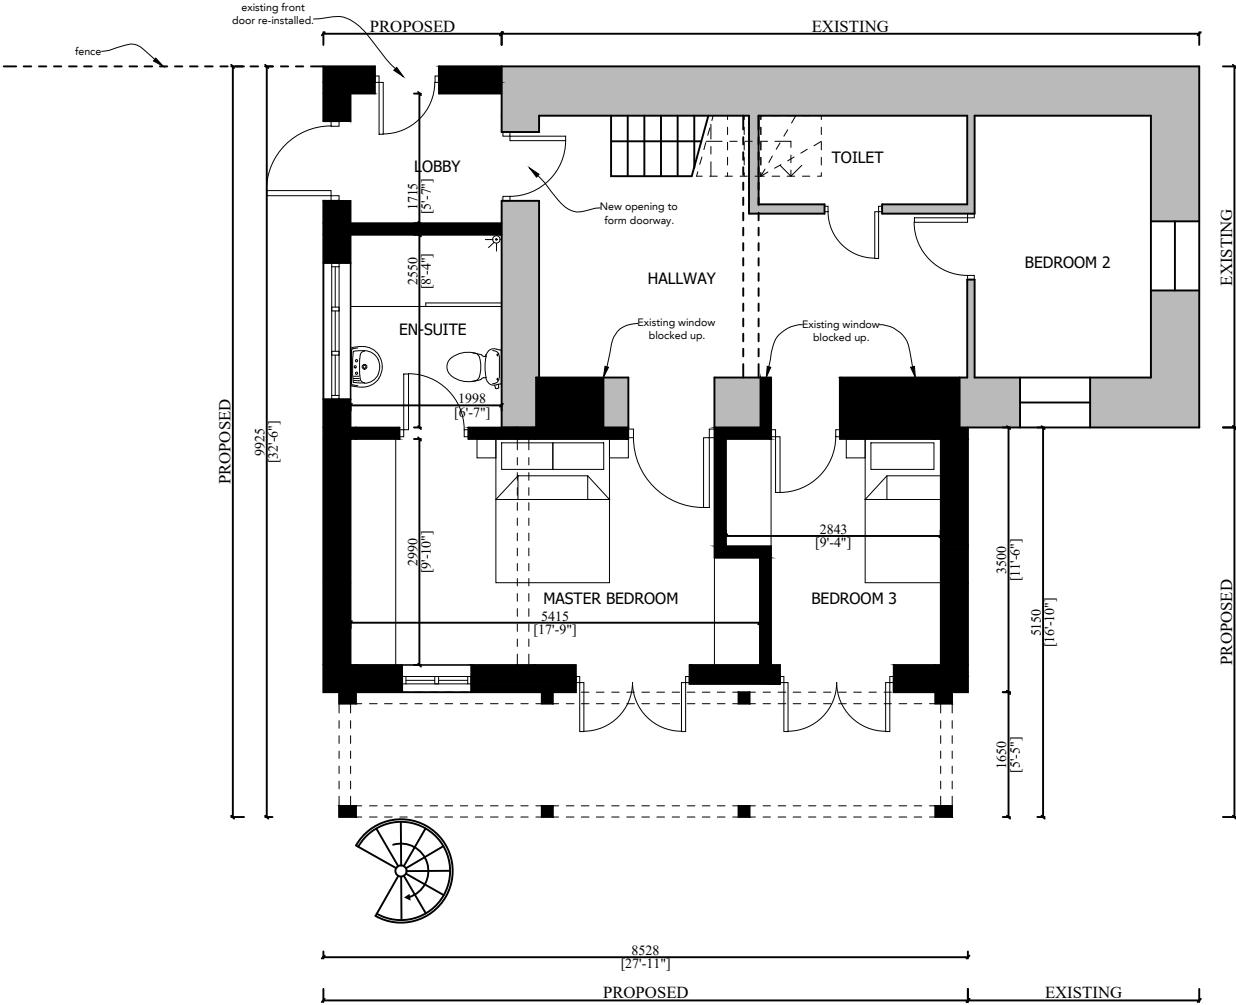 existing front
door re-installed.
PROPOSED
EXISTING
fence
LOBBY
1715
[5'-7"]
TOILET
New opening to
form doorway.
2550
[8'-4"]
HALLWAY
BEDROOM 2
EXISTING
EN-SUITE
Existing window
blocked up.
Existing window
blocked up.
1998
[6'-7"]
PROPOSED
9925
[32'-6"]
2990
[9'-10"]
2843
[9'-4"]
3500
[11'-6"]
MASTER BEDROOM
BEDROOM 3
5415
[17'-9"]
5150
[16'-10"]
PROPOSED
1650
[5'-5"]
8528
[27'-11"]
PROPOSED
EXISTING